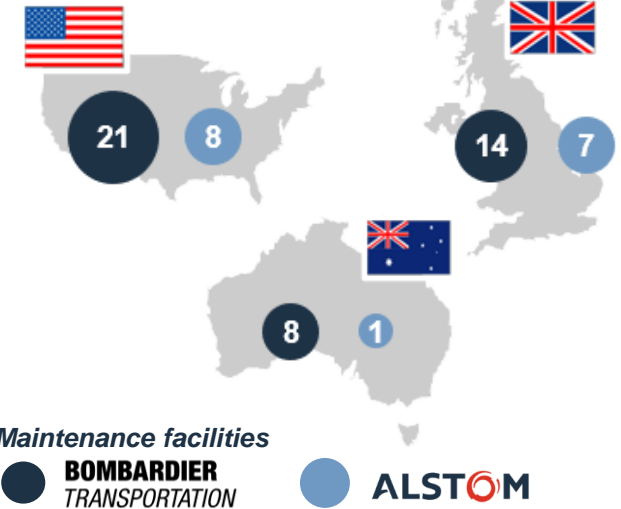 21
8
14
7
8
1
Maintenance facilities
BOMBARDIER
TRANSPORTATION
ALSTOM